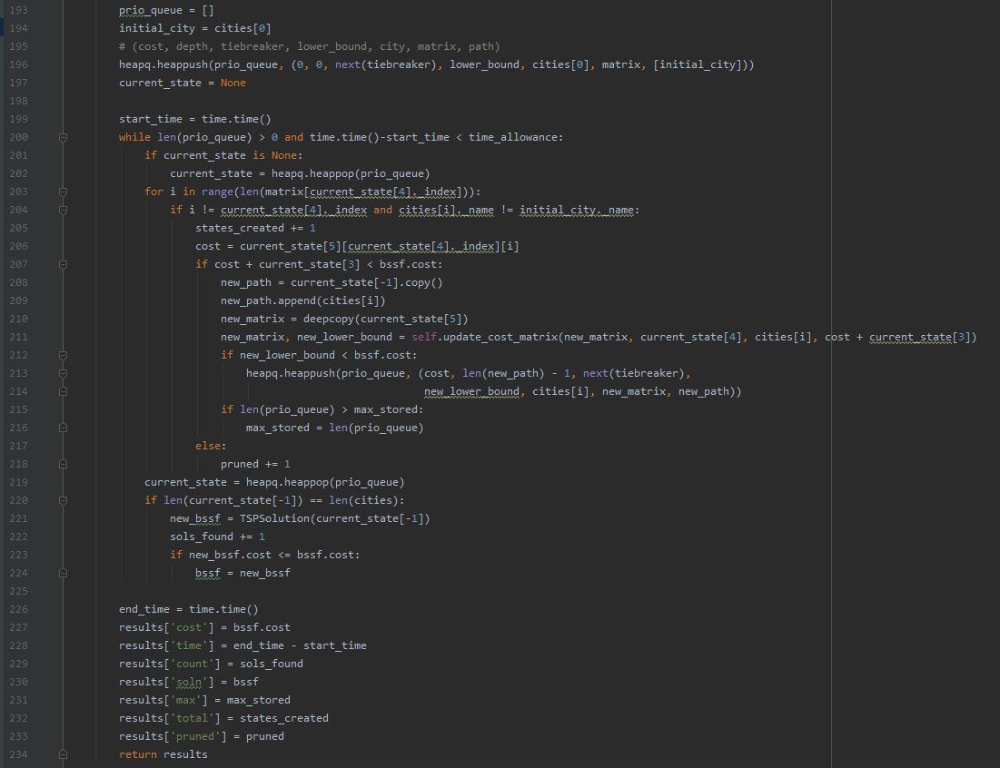 193 prio_queue = []
194 initial_city = cities[0]
195 # (cost, depth, tiebreaker, lower_bound, city, matrix, path)
196 heapq.heappush(prio_queue, (0, 0, next(tiebreaker), lower_bound, cities[0], matrix, [initial_city]))
197 current_state = None
198
199 start_time = time.time()
200 while len(prio_queue) > 0 and time.time()-start_time < time_allowance:
201 if current_state is None:
202 current_state = heapq.heappop(prio_queue)
203 for i in range(len(matrix[current_state[4]._index])):
204 if i != current_state[4]._index and cities[i]._name != initial_city._name:
205 states_created += 1
206 cost = current_state[5][current_state[4]._index][i]
207 if cost + current_state[3] < bssf.cost:
208 new_path = current_state[-1].copy()
209 new_path.append(cities[i])
210 new_matrix = deepcopy(current_state[5])
211 new_matrix, new_lower_bound = self.update_cost_matrix(new_matrix, current_state[4], cities[i], cost + current_state[3])
212 if new_lower_bound < bssf.cost:
213 heapq.heappush(prio_queue, (cost, len(new_path) - 1, next(tiebreaker),
214 new_lower_bound, cities[i], new_matrix, new_path))
215 if len(prio_queue) > max_stored:
216 max_stored = len(prio_queue)
217 else:
218 pruned += 1
219 current_state = heapq.heappop(prio_queue)
220 if len(current_state[-1]) == len(cities):
221 new_bssf = TSPSolution(current_state[-1])
222 sols_found += 1
223 if new_bssf.cost <= bssf.cost:
224 bssf = new_bssf
225
226 end_time = time.time()
227 results['cost'] = bssf.cost
228 results['time'] = end_time - start_time
229 results['count'] = sols_found
230 results['soln'] = bssf
231 results['max'] = max_stored
232 results['total'] = states_created
233 results['pruned'] = pruned
234 return results